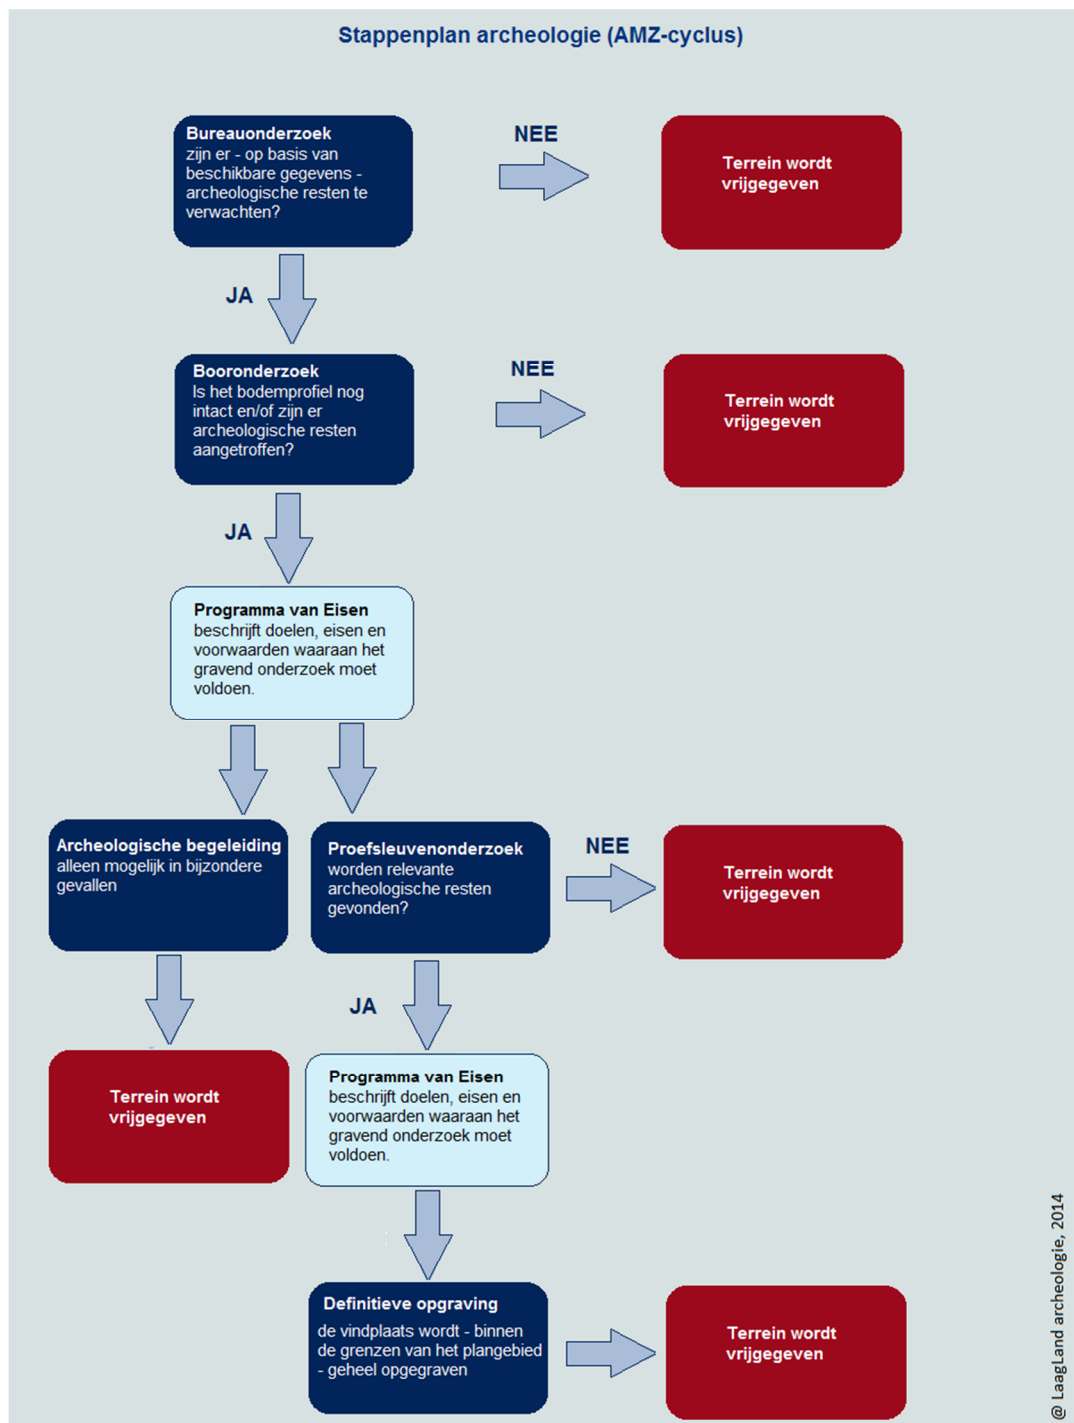 Stappenplan archeologie (AMZ-cyclus)
Bureauonderzoek
zijn er - op basis van
beschikbare gegevens -
archeologische resten te
verwachten?
NEE
Terrein wordt
vrijgegeven
JA
Booronderzoek
Is het bodemprofiel nog
intact en/of zijn er
archeologische resten
aangetroffen?
NEE
Terrein wordt
vrijgegeven
JA
Programma van Eisen
beschrijft doelen, eisen en
voorwaarden waaraan het
gravend onderzoek moet
voldoen.
Archeologische begeleiding
alleen mogelijk in bijzondere
gevallen
Proefsleuvenonderzoek
worden relevante
archeologische resten
gevonden?
NEE
Terrein wordt
vrijgegeven
JA
Terrein wordt
vrijgegeven
Programma van Eisen
beschrijft doelen, eisen en
voorwaarden waaraan het
gravend onderzoek moet
voldoen.
Definitieve opgraving
de vindplaats wordt - binnen
de grenzen van het plangebied
- geheel opgegraven
Terrein wordt
vrijgegeven
@ LaagLand archeologie, 2014